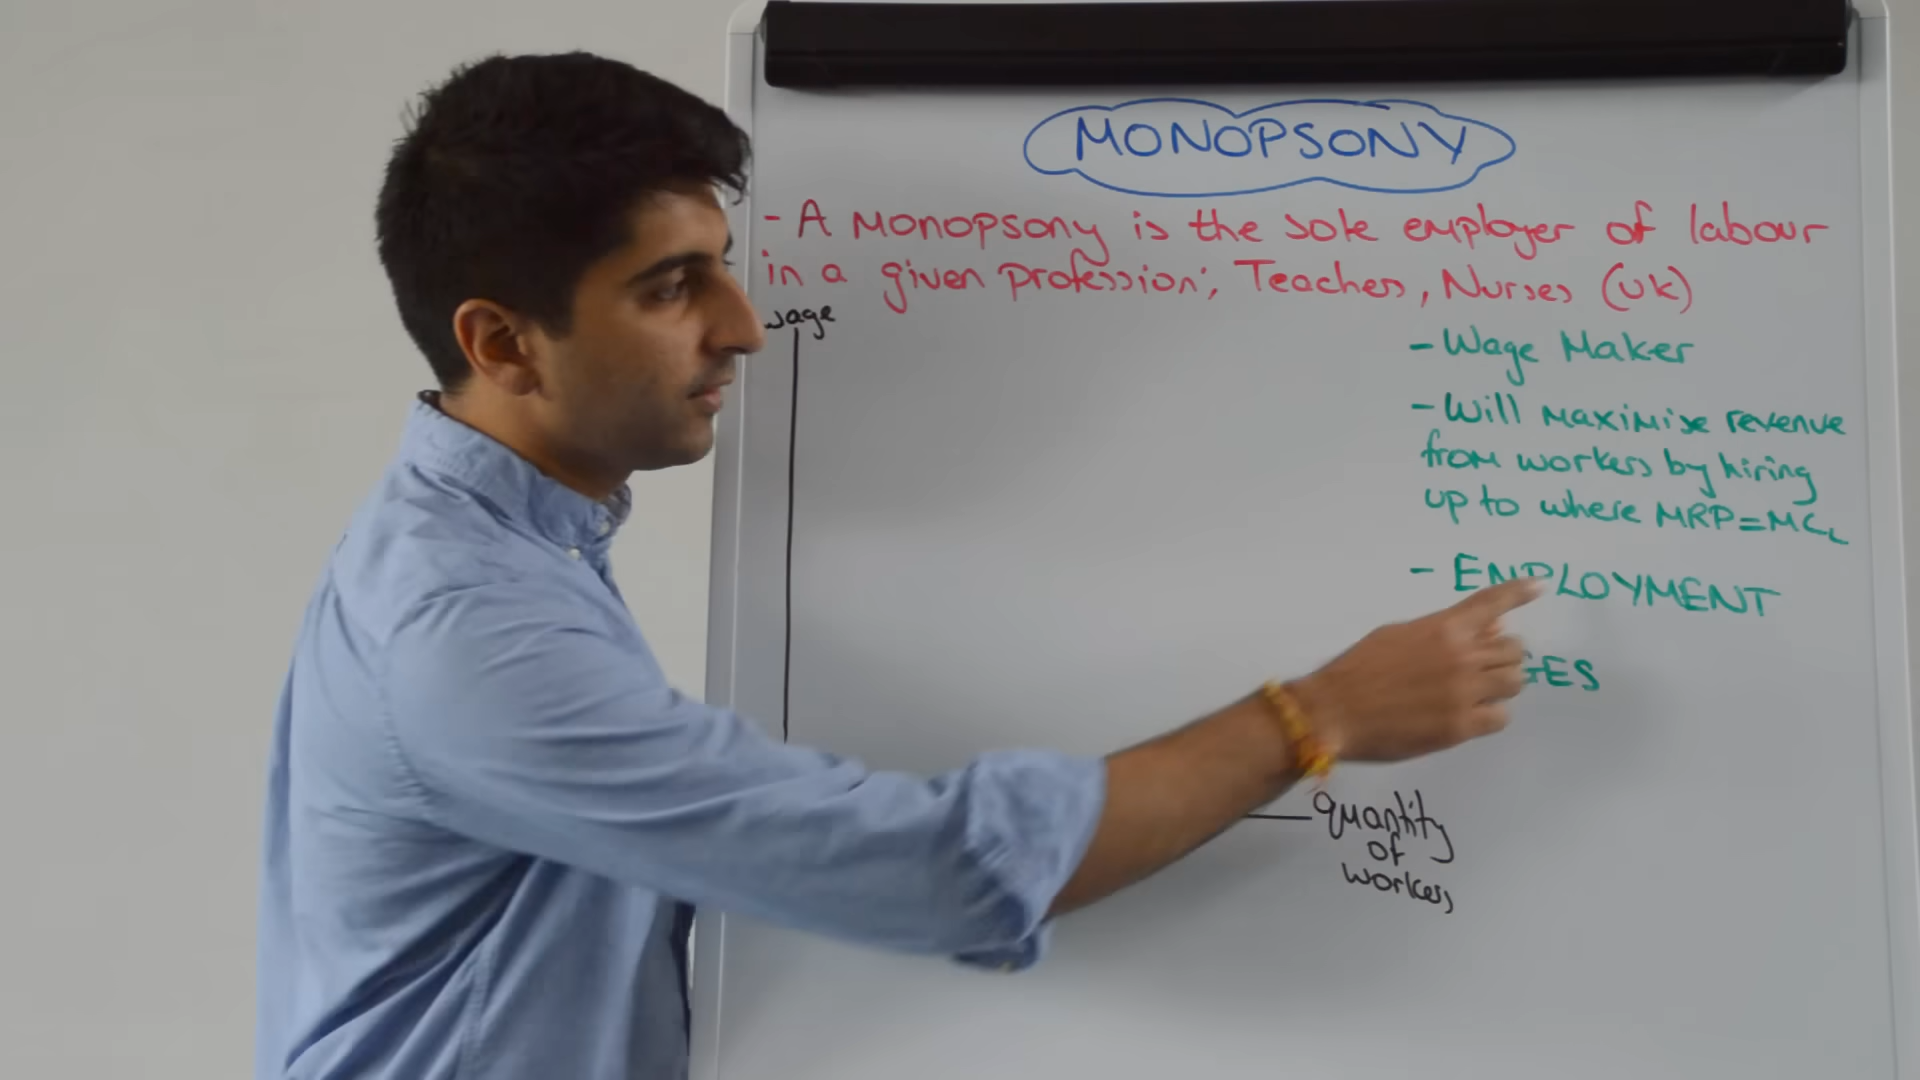 MONOPSONY
- A Monopsony is the sole employer of labour
in a given profession; Teachers, Nurses (UK)
wage
- Wage Maker
- Will maximise revenue
from workers by hiring
up to where MRP=MCL
- EMPLOYMENT
GES
quantity
of
workers